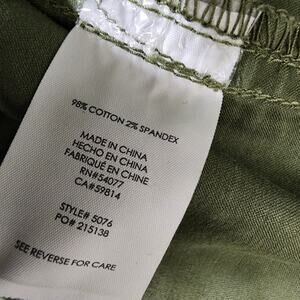 98% COTTON 2% SPANDEX
MADE IN CHINA
HECHO EN CHINA
FABRIQUÉ EN CHINE
RN#54077
CA#59814
STYLE# 5076
PO# 215138
SEE REVERSE FOR CARE